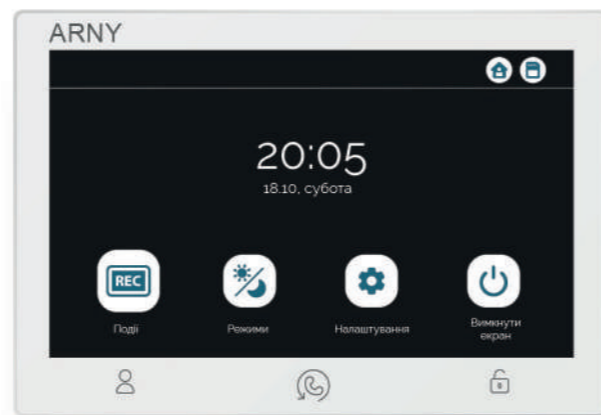 ARNY
20:05
18.10, субота
REC
Події
Режими
Налаштування
Вимкнути
екран